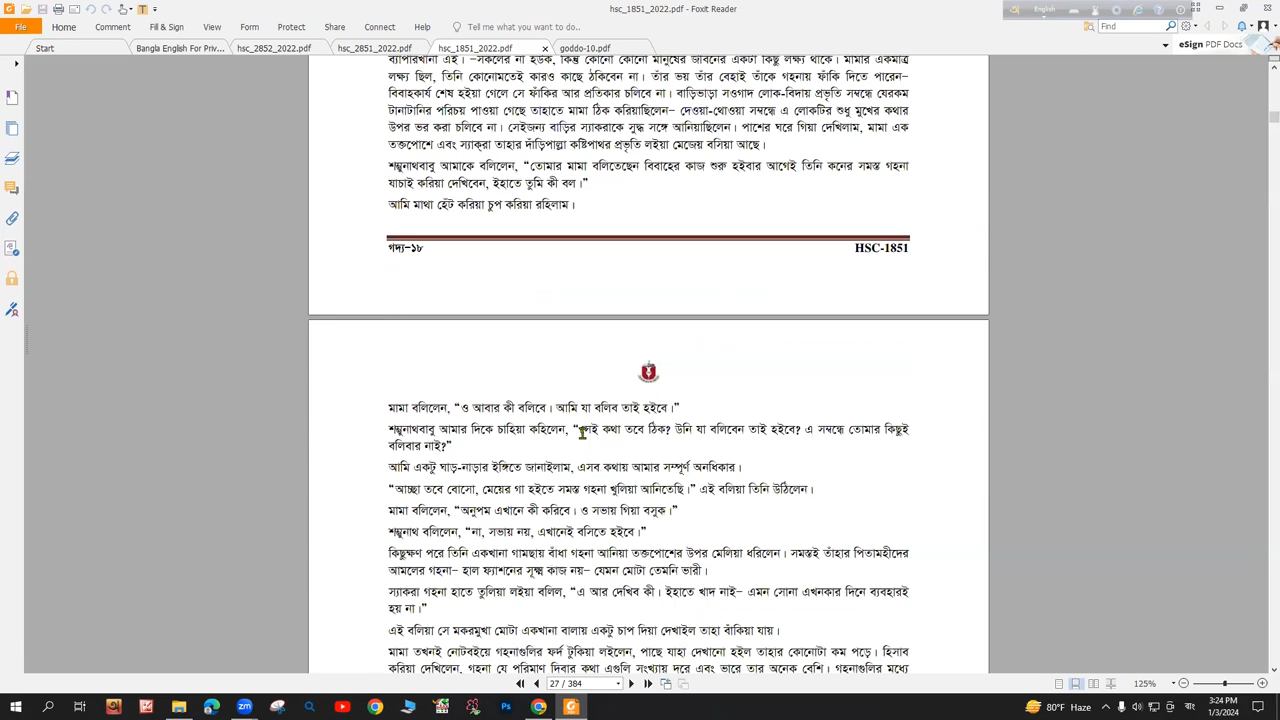 hsc_1851_2022.pdf - Foxit Reader
English
File Home Comment Fill & Sign View Form Protect Share Connect Help Tell me what you want to do.. Find
Start Bangla English For Priv... hsc_2852_2022.pdf hsc_2851_2022.pdf hsc_1851_2022.pdf goddo-10.pdf eSign PDF Docs
ব্যাপারখানা এই। -সকলের না হউক, কিন্তু কোনো কোনো মানুষের জীবনের একটা কিছু লক্ষ্য থাকে। মামার একমাত্র
লক্ষ্য ছিল, তিনি কোনোমতেই কারও কাছে ঠকিবেন না। তাঁর ভয় তাঁর বেহাই তাঁকে গহনায় ফাঁকি দিতে পারেন-
বিবাহকার্য শেষ হইয়া গেলে সে ফাঁকির আর প্রতিকার চলিবে না। বাড়িভাড়া সওগাদ লোক-বিদায় প্রভৃতি সম্বন্ধে যেরকম
টানাটানির পরিচয় পাওয়া গেছে তাহাতে মামা ঠিক করিয়াছিলেন- দেওয়া-থোওয়া সম্বন্ধে এ লোকটির শুধু মুখের কথার
উপর ভর করা চলিবে না। সেইজন্য বাড়ির স্যাকরাকে সুদ্ধ সঙ্গে আনিয়াছিলেন। পাশের ঘরে গিয়া দেখিলাম, মামা এক
তক্তপোশে এবং স্যাক্‌রা তাহার দাঁড়িপাল্লা কষ্টিপাথর প্রভৃতি লইয়া মেজেয় বসিয়া আছে।
শম্ভুনাথবাবু আমাকে বলিলেন, “তোমার মামা বলিতেছেন বিবাহের কাজ শুরু হইবার আগেই তিনি কনের সমস্ত গহনা
যাচাই করিয়া দেখিবেন, ইহাতে তুমি কী বল।”
আমি মাথা হেঁট করিয়া চুপ করিয়া রহিলাম।
গদ্য-১৮ HSC-1851
মামা বলিলেন, “ও আবার কী বলিবে। আমি যা বলিব তাই হইবে।”
শম্ভুনাথবাবু আমার দিকে চাহিয়া কহিলেন, “সেই কথা তবে ঠিক? উনি যা বলিবেন তাই হইবে? এ সম্বন্ধে তোমার কিছুই
বলিবার নাই?”
আমি একটু ঘাড়-নাড়ার ইঙ্গিতে জানাইলাম, এসব কথায় আমার সম্পূর্ণ অনধিকার।
“আচ্ছা তবে বোসো, মেয়ের গা হইতে সমস্ত গহনা খুলিয়া আনিতেছি।” এই বলিয়া তিনি উঠিলেন।
মামা বলিলেন, “অনুপম এখানে কী করিবে। ও সভায় গিয়া বসুক।”
শম্ভুনাথ বলিলেন, “না, সভায় নয়, এখানেই বসিতে হইবে।”
কিছুক্ষণ পরে তিনি একখানা গামছায় বাঁধা গহনা আনিয়া তক্তপোশের উপর মেলিয়া ধরিলেন। সমস্তই তাঁহার পিতামহীদের
আমলের গহনা- হাল ফ্যাশনের সূক্ষ্ম কাজ নয়- যেমন মোটা তেমনি ভারী।
স্যাকরা গহনা হাতে তুলিয়া লইয়া বলিল, “এ আর দেখিব কী। ইহাতে খাদ নাই- এমন সোনা এখনকার দিনে ব্যবহারই
হয় না।”
এই বলিয়া সে মকরমুখা মোটা একখানা বালায় একটু চাপ দিয়া দেখাইল তাহা বাঁকিয়া যায়।
মামা তখনই নোটবইয়ে গহনাগুলির ফর্দ টুকিয়া লইলেন, পাছে যাহা দেখানো হইল তাহার কোনোটা কম পড়ে। হিসাব
করিয়া দেখিলেন, গহনা যে পরিমাণ দিবার কথা এগুলি সংখ্যায় দরে এবং ভারে তার অনেক বেশি। গহনাগুলির মধ্যে
27 / 384 125%
80°F Haze 3:24 PM
1/3/2024